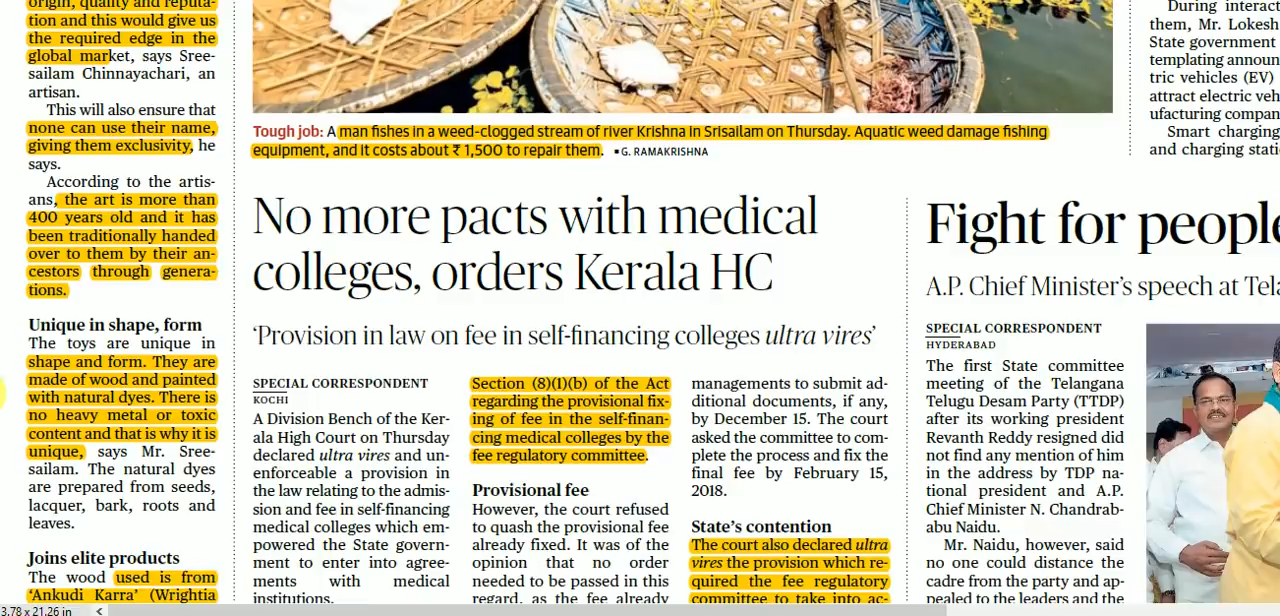 origin, quality and reputa-
tion and this would give us
the required edge in the
global market, says Sree-
sailam Chinnayachari, an
artisan.
This will also ensure that
none can use their name,
giving them exclusivity, he
says.
According to the artis-
ans, the art is more than
400 years old and it has
been traditionally handed
over to them by their an-
cestors through genera-
tions.
Unique in shape, form
The toys are unique in
shape and form. They are
made of wood and painted
with natural dyes. There is
no heavy metal or toxic
content and that is why it is
unique, says Mr. Sree-
sailam. The natural dyes
are prepared from seeds,
lacquer, bark, roots and
leaves.
Joins elite products
The wood used is from
‘Ankudi Karra’ (Wrightia
Tough job: A man fishes in a weed-clogged stream of river Krishna in Srisailam on Thursday. Aquatic weed damage fishing
equipment, and it costs about ₹ 1,500 to repair them. ▪ G. RAMAKRISHNA
No more pacts with medical
colleges, orders Kerala HC
‘Provision in law on fee in self-financing colleges ultra vires’
SPECIAL CORRESPONDENT
KOCHI
A Division Bench of the Ker-
ala High Court on Thursday
declared ultra vires and un-
enforceable a provision in
the law relating to the admis-
sion and fee in self-financing
medical colleges which em-
powered the State govern-
ment to enter into agree-
ments with medical
institutions.
Section (8)(1)(b) of the Act
regarding the provisional fix-
ing of fee in the self-finan-
cing medical colleges by the
fee regulatory committee.
Provisional fee
However, the court refused
to quash the provisional fee
already fixed. It was of the
opinion that no order
needed to be passed in this
regard, as the fee already
managements to submit ad-
ditional documents, if any,
by December 15. The court
asked the committee to com-
plete the process and fix the
final fee by February 15,
2018.
State’s contention
The court also declared ultra
vires the provision which re-
quired the fee regulatory
committee to take into ac-
During interact
them, Mr. Lokesh
State government
templating announ
tric vehicles (EV)
attract electric veh
ufacturing compan
Smart charging
and charging stati
Fight for people
A.P. Chief Minister’s speech at Tela
SPECIAL CORRESPONDENT
HYDERABAD
The first State committee
meeting of the Telangana
Telugu Desam Party (TTDP)
after its working president
Revanth Reddy resigned did
not find any mention of him
in the address by TDP na-
tional president and A.P.
Chief Minister N. Chandrab-
abu Naidu.
Mr. Naidu, however, said
no one could distance the
cadre from the party and ap-
pealed to the leaders and the
3.78 x 21.26 in